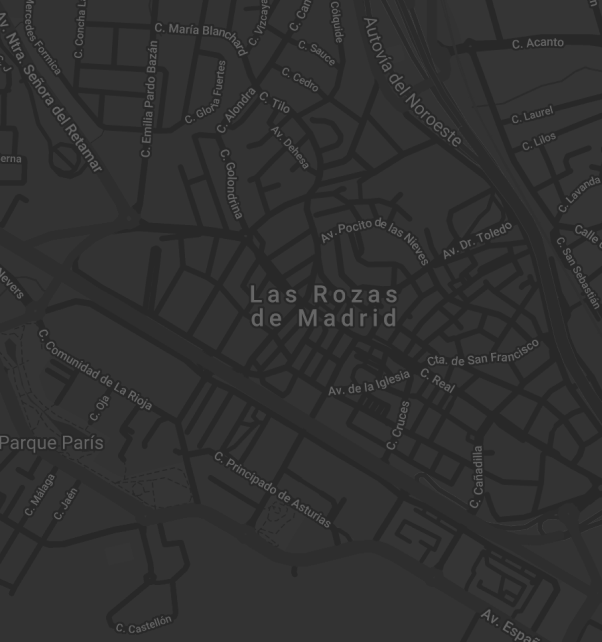 Mercedes Formica
C. Concha La
C. María Blanchard
C. Vizcaya
C. Can
Colquide
Autovía del Noroeste
C. Acanto
Av. Ntra. Señora del Retamar
C. Emilia Pardo Bazán
C. Sauce
C. Cedro
C. Gloria Fuertes
C. Alondra
C. Tilo
C. Laurel
C. Lilos
Av. Dehesa
erna
C. Golondrina
C. Lavanda
Av. Pocito de las Nieves
Av. Dr. Toledo
Calle
C. San Sebastián
Nevers
Las Rozas
de Madrid
C. Comunidad de La Rioja
Cta. de San Francisco
Av. de la Iglesia
C. Real
C. Oja
C. Cruces
Parque París
C. Principado de Asturias
C. Cañadilla
C. Málaga
C. Jaén
C. Castellón
Av. Españ